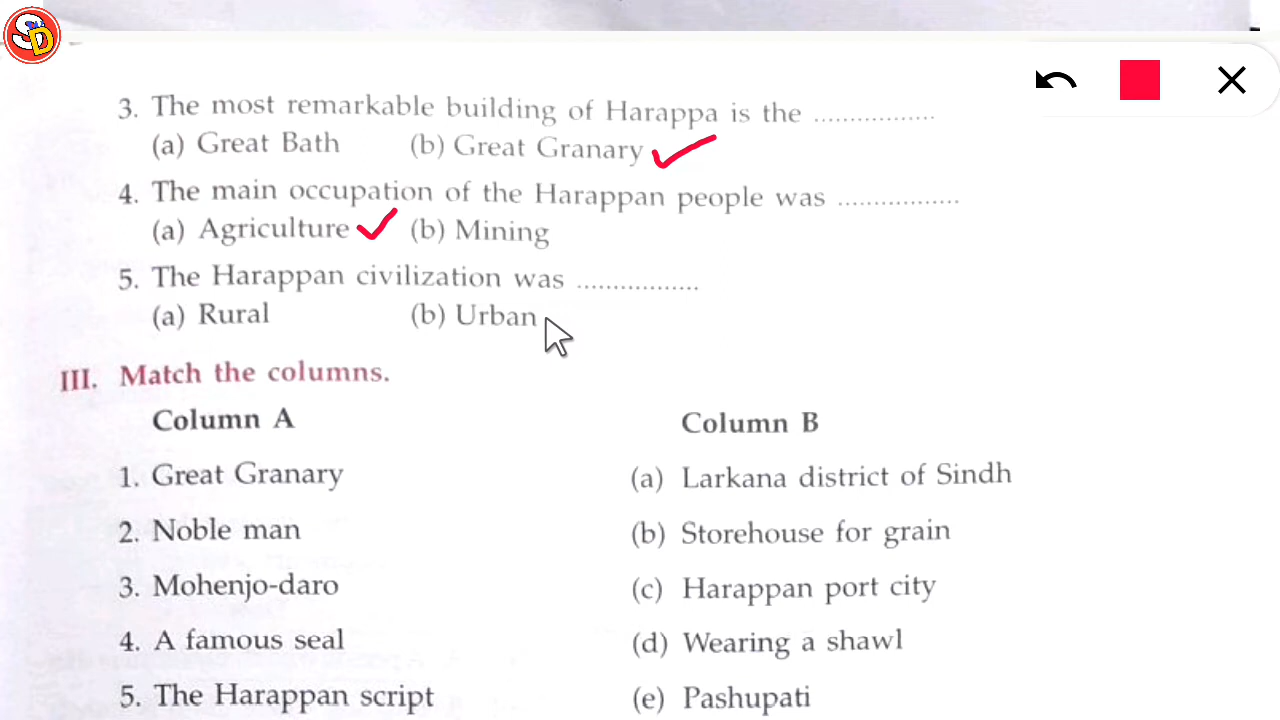 SD
3. The most remarkable building of Harappa is the .................
(a) Great Bath (b) Great Granary
4. The main occupation of the Harappan people was .................
(a) Agriculture (b) Mining
5. The Harappan civilization was .................
(a) Rural (b) Urban
III. Match the columns.
Column A Column B
1. Great Granary (a) Larkana district of Sindh
2. Noble man (b) Storehouse for grain
3. Mohenjo-daro (c) Harappan port city
4. A famous seal (d) Wearing a shawl
5. The Harappan script (e) Pashupati